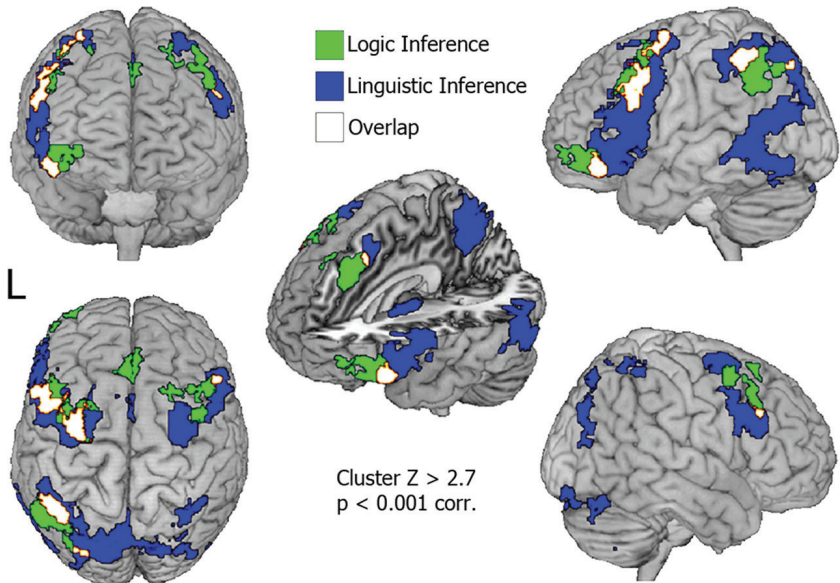 Logic Inference
Linguistic Inference
Overlap
L
Cluster Z > 2.7
p < 0.001 corr.